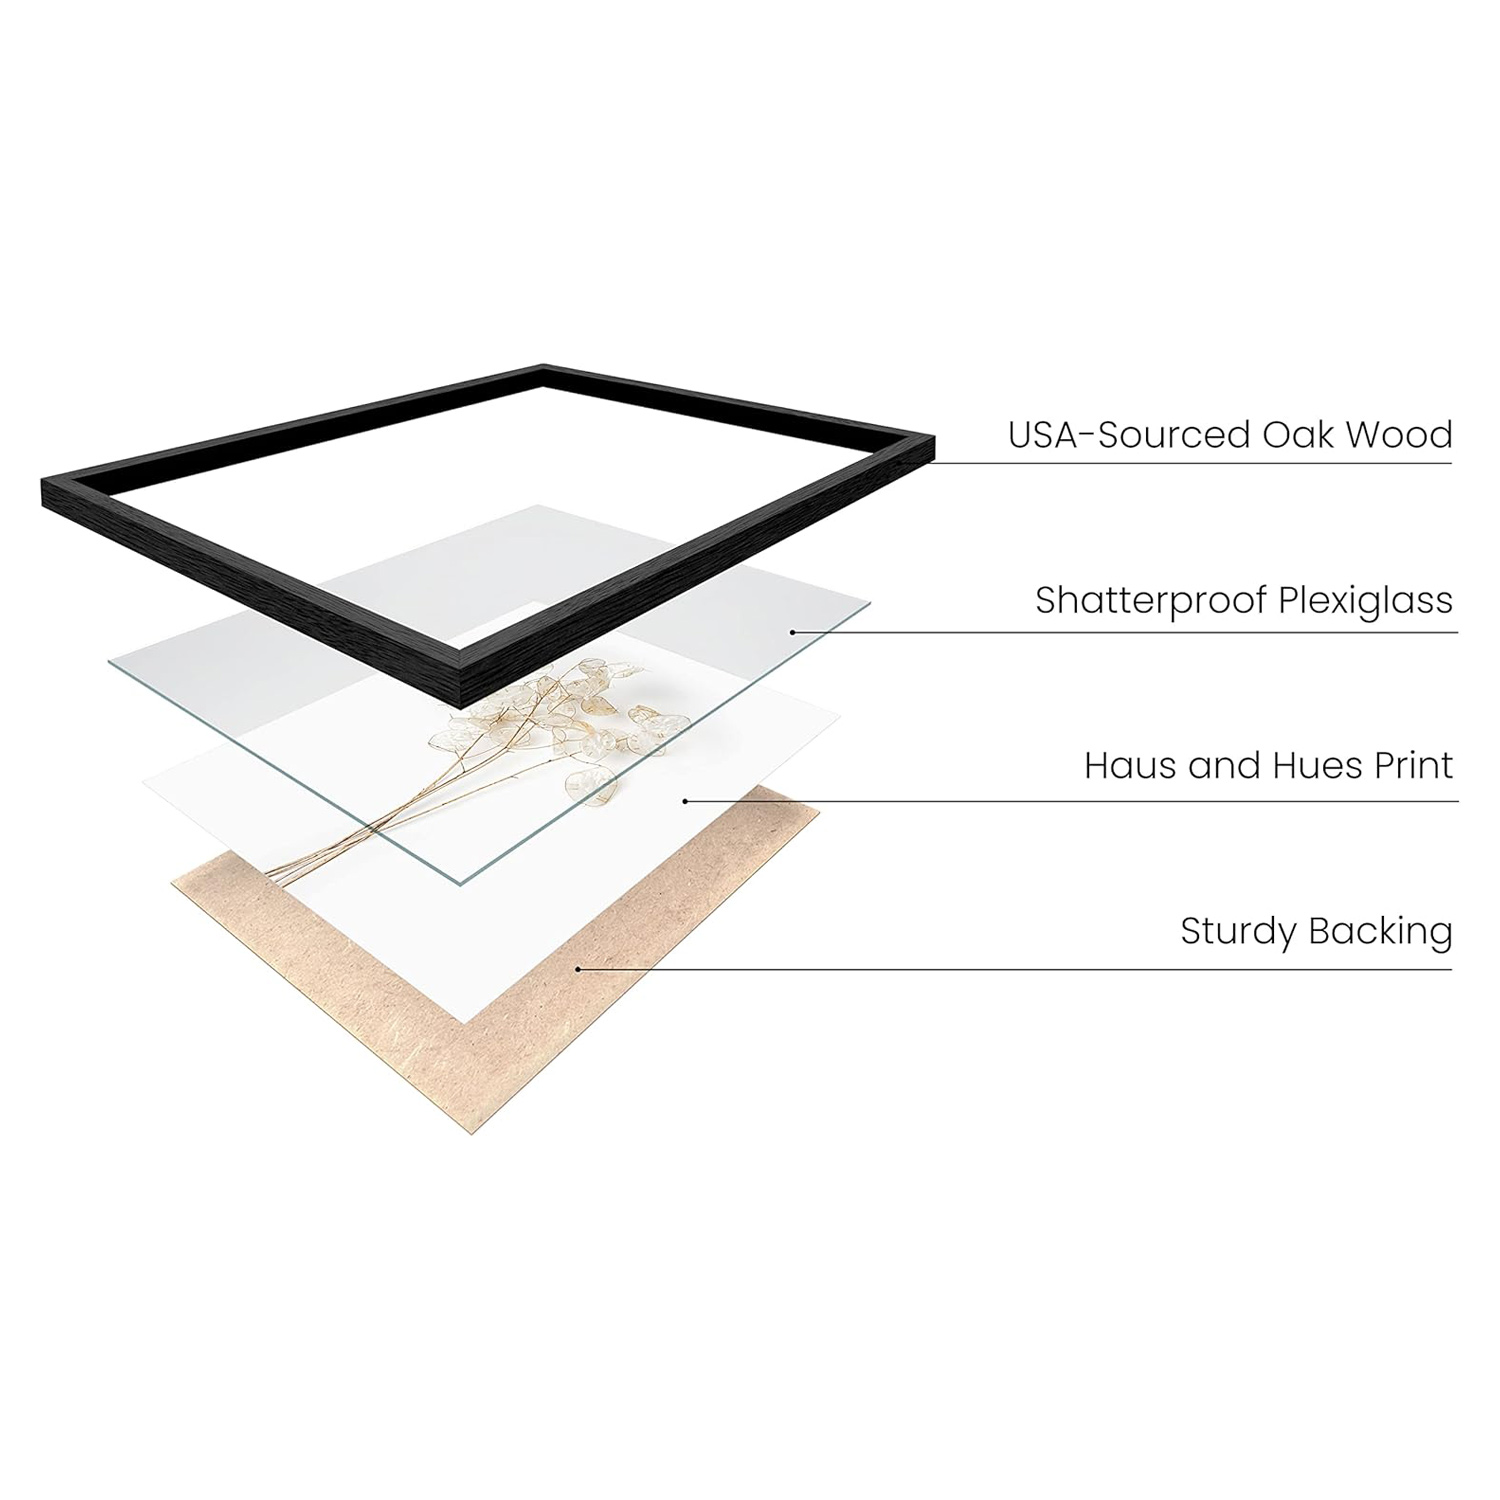 USA-Sourced Oak Wood
Shatterproof Plexiglass
Haus and Hues Print
Sturdy Backing